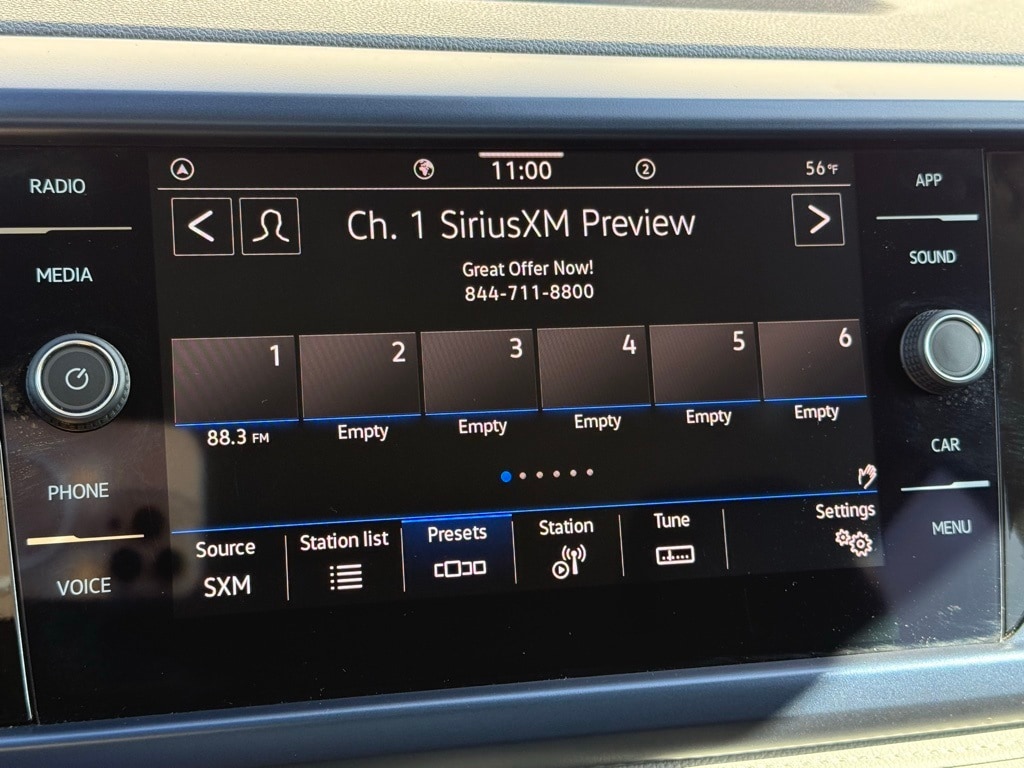 RADIO
MEDIA
PHONE
VOICE
11:00
2
56°F
Ch. 1 SiriusXM Preview
Great Offer Now!
844-711-8800
1
2
3
4
5
6
88.3 FM
Empty
Empty
Empty
Empty
Empty
Source
SXM
Station list
Presets
Station
Tune
Settings
APP
SOUND
CAR
MENU